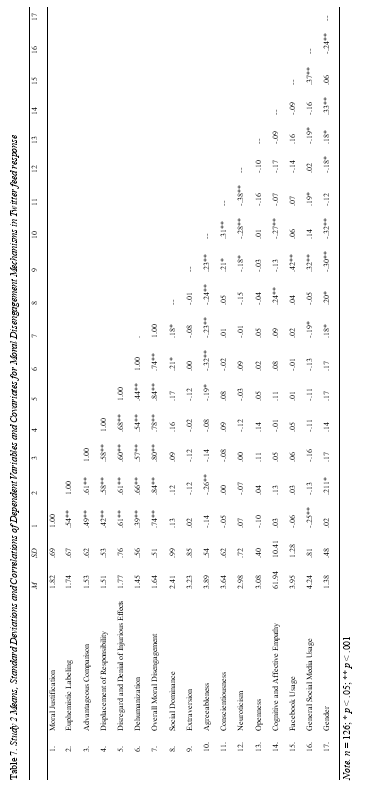 Table 7. Study 2 Means, Standard Deviations and Correlations of Dependent Variables and Covariates for Moral Disengagement Mechanisms in Twitter feed response
M SD 1 2 3 4 5 6 7 8 9 10 11 12 13 14 15 16 17
1. Moral Justification 1.82 .69 1.00
2. Euphemistic Labeling 1.74 .67 .54** 1.00
3. Advantageous Comparison 1.53 .62 .49** .61** 1.00
4. Displacement of Responsibility 1.51 .53 .42** .58** .58** 1.00
5. Disregard and Denial of Injurious Effects 1.77 .76 .61** .61** .60** .68** 1.00
6. Dehumanization 1.45 .56 .39** .66** .57** .54** .44** 1.00 .
7. Overall Moral Disengagement 1.64 .51 .74** .84** .80** .78** .84** .74** 1.00
8. Social Dominance 2.41 .99 .13 .12 .09 .16 .17 .21* .18* --
9. Extraversion 3.23 .85 .02 -.12 -.12 -.02 -.12 .00 -.08 -.01 --
10. Agreeableness 3.89 .54 -.14 -.26** -.14 -.08 -.19* -.32** -.23** -.24** .23** --
11. Conscientiousness 3.64 .62 -.05 .00 -.08 .09 .08 -.02 .01 .05 .21* .31** --
12. Neuroticism 2.98 .72 .07 -.07 .00 -.12 -.03 .09 -.01 -.15 -.18* -.28** -.38** --
13. Openness 3.08 .40 -.10 .04 .11 .14 .05 .02 .05 -.04 -.03 .01 -.16 -.10 --
14. Cognitive and Affective Empathy 61.94 10.41 -.03 .13 .05 -.01 .11 .08 .09 .24** -.13 -.27** -.07 -.17 -.09 --
15. Facebook Usage 3.95 1.28 -.06 .03 .06 .05 .01 -.01 .02 .04 .42** .06 .07 -.14 .16 -.09 --
16. General Social Media Usage 4.24 .81 -.25** -.13 -.16 -.11 -.11 -.13 -.19* -.05 .32** .14 .19* .02 -.19* -.16 .37** --
17. Gender 1.38 .48 .02 .211* .17 .14 .17 .17 .18* .20* -.30** -.32** -.12 -.18* .18* .33** .06 -.24** --
Note. n = 126; * p < .05; ** p < .001